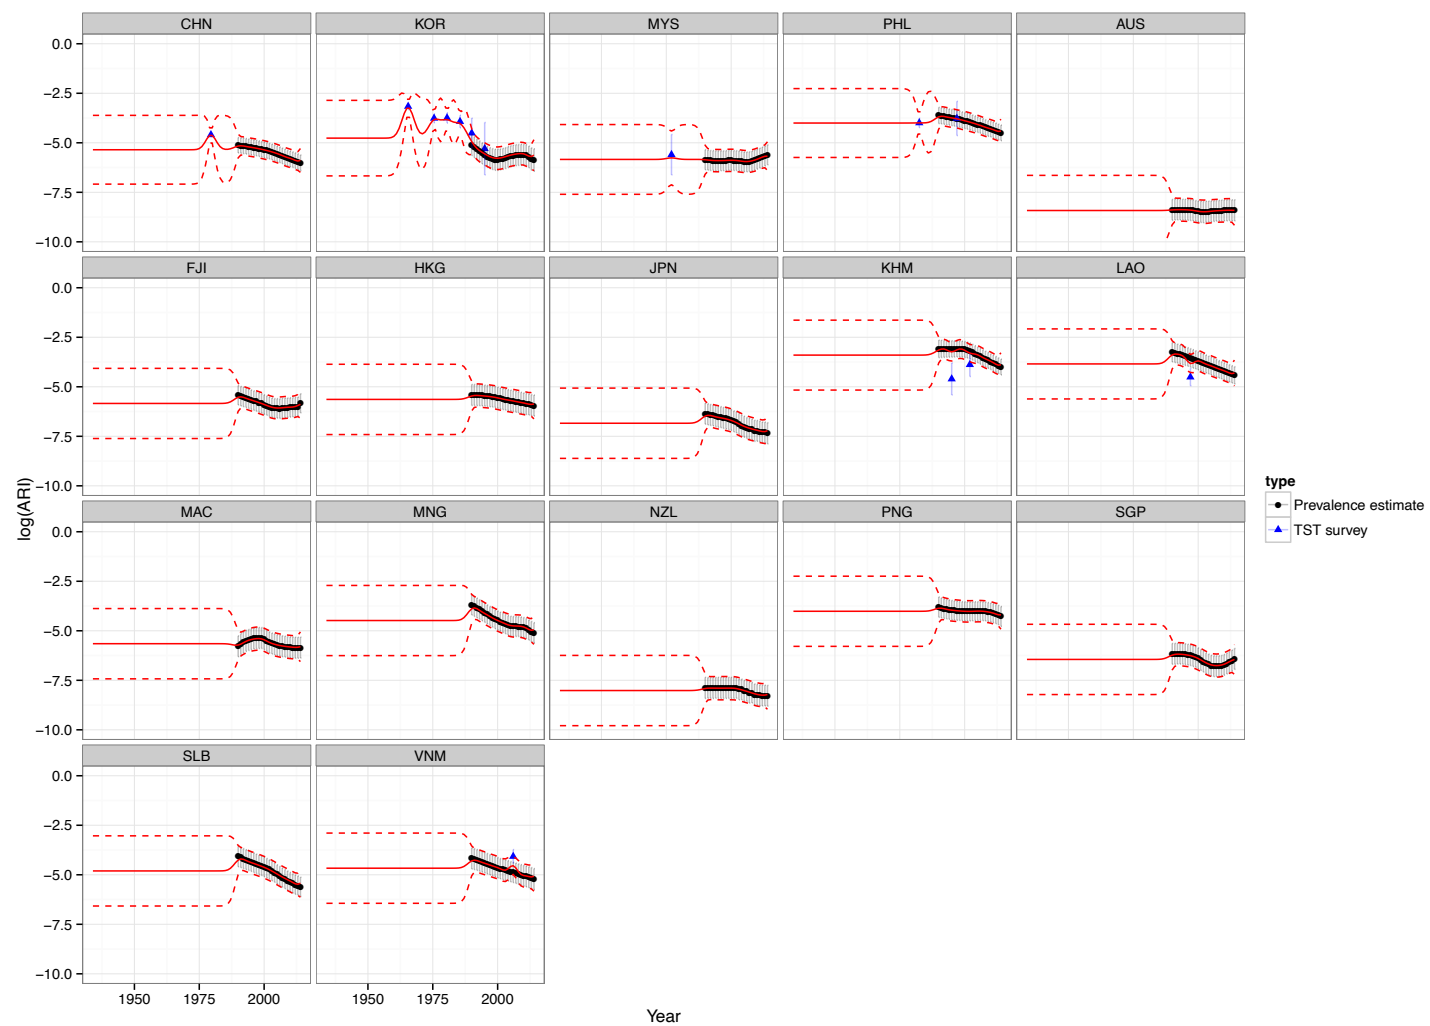 CHN KOR MYS PHL AUS
0.0
−2.5
−5.0
−7.5
−10.0
FJI HKG JPN KHM LAO
0.0
−2.5
−5.0
−7.5
−10.0
MAC MNG NZL PNG SGP
0.0
−2.5
−5.0
−7.5
−10.0
SLB VNM
0.0
−2.5
−5.0
−7.5
−10.0
1950 1975 2000 1950 1975 2000
Year
log(ARI)
type
Prevalence estimate
TST survey